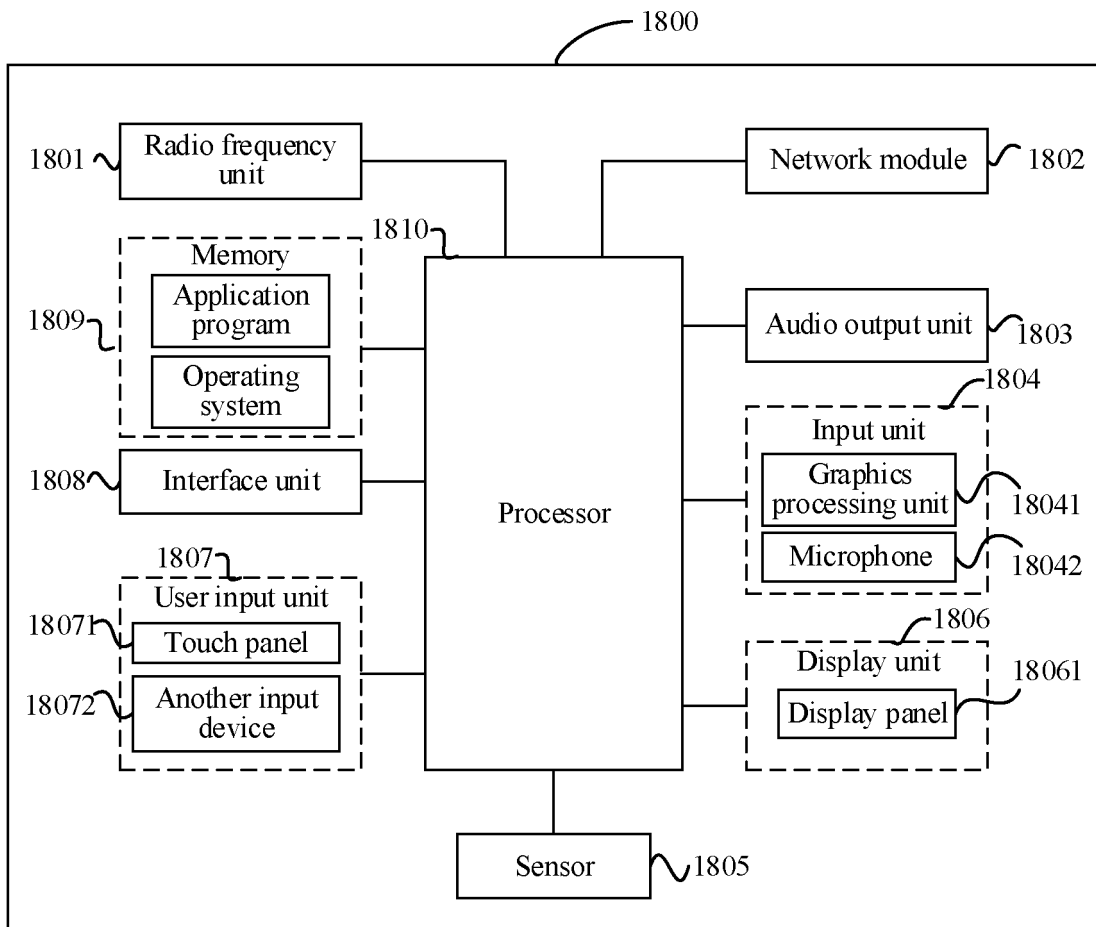 1800
1801
Radio frequency
unit
Network module
1802
1810
Memory
Application
program
Operating
system
1809
Audio output unit
1803
1804
Input unit
Graphics
processing unit
18041
Microphone
18042
1808
Interface unit
Processor
1807
User input unit
18071
Touch panel
18072
Another input
device
1806
Display unit
18061
Display panel
Sensor
1805